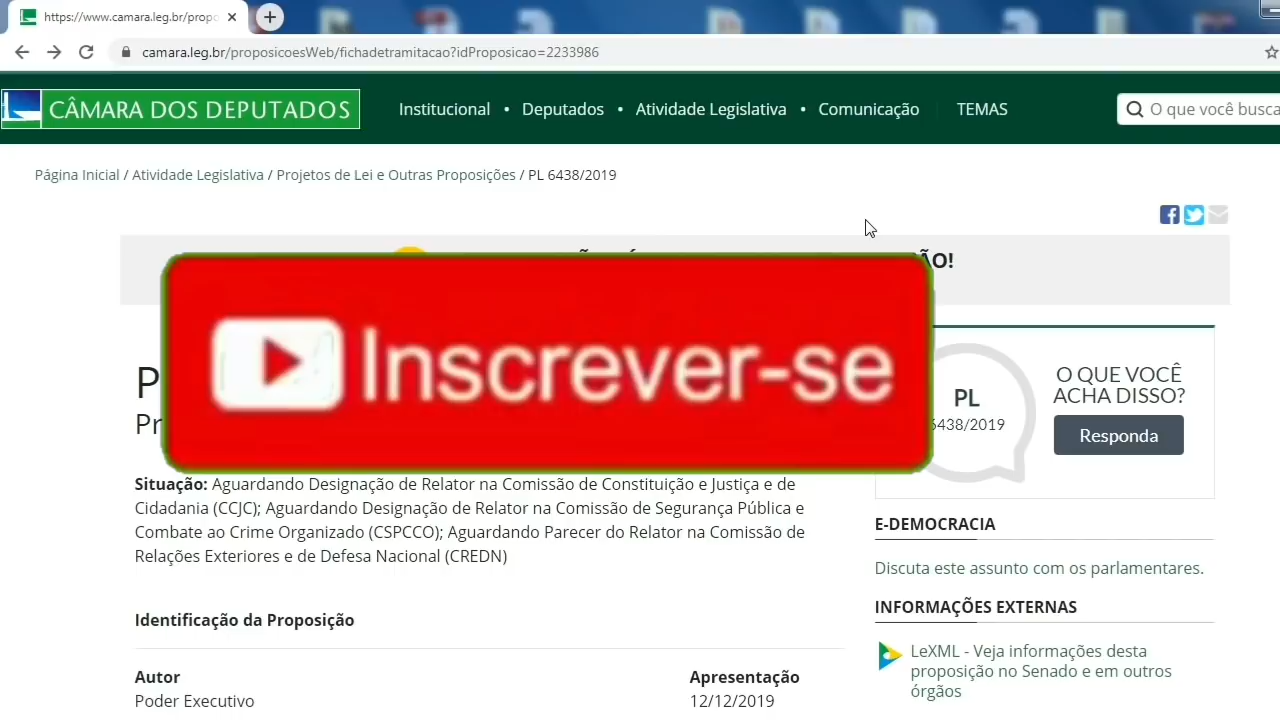 https://www.camara.leg.br/propo
camara.leg.br/proposicoesWeb/fichadetramitacao?idProposicao=2233986
CÂMARA DOS DEPUTADOS
Institucional • Deputados • Atividade Legislativa • Comunicação
TEMAS
O que você busca
Página Inicial / Atividade Legislativa / Projetos de Lei e Outras Proposições / PL 6438/2019
ÃO!
Inscrever-se
P
Pr
Situação: Aguardando Designação de Relator na Comissão de Constituição e Justiça e de
Cidadania (CCJC); Aguardando Designação de Relator na Comissão de Segurança Pública e
Combate ao Crime Organizado (CSPCCO); Aguardando Parecer do Relator na Comissão de
Relações Exteriores e de Defesa Nacional (CREDN)
Identificação da Proposição
Autor
Poder Executivo
Apresentação
12/12/2019
PL
6438/2019
O QUE VOCÊ
ACHA DISSO?
Responda
E-DEMOCRACIA
Discuta este assunto com os parlamentares.
INFORMAÇÕES EXTERNAS
LeXML - Veja informações desta
proposição no Senado e em outros
órgãos